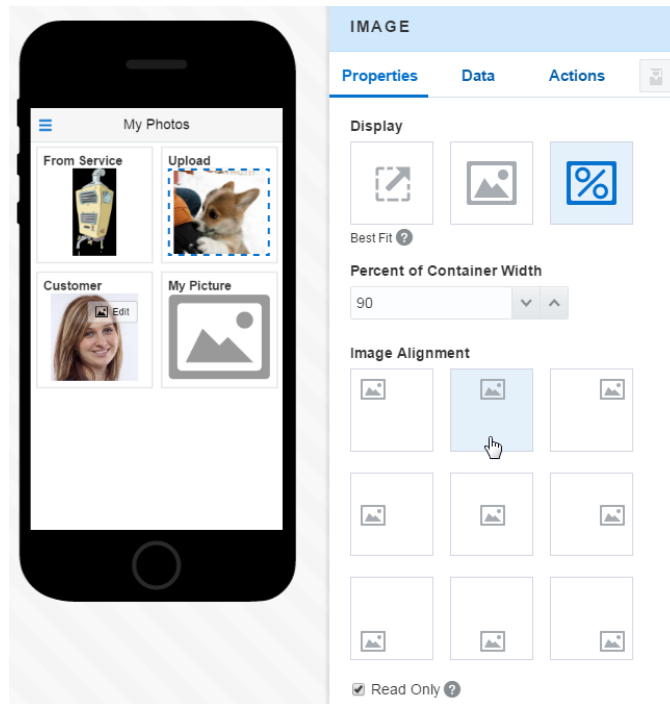 IMAGE
Properties Data Actions
My Photos
From Service Upload
Customer My Picture
Edit
Display
Best Fit ?
Percent of Container Width
90
Image Alignment
Read Only ?